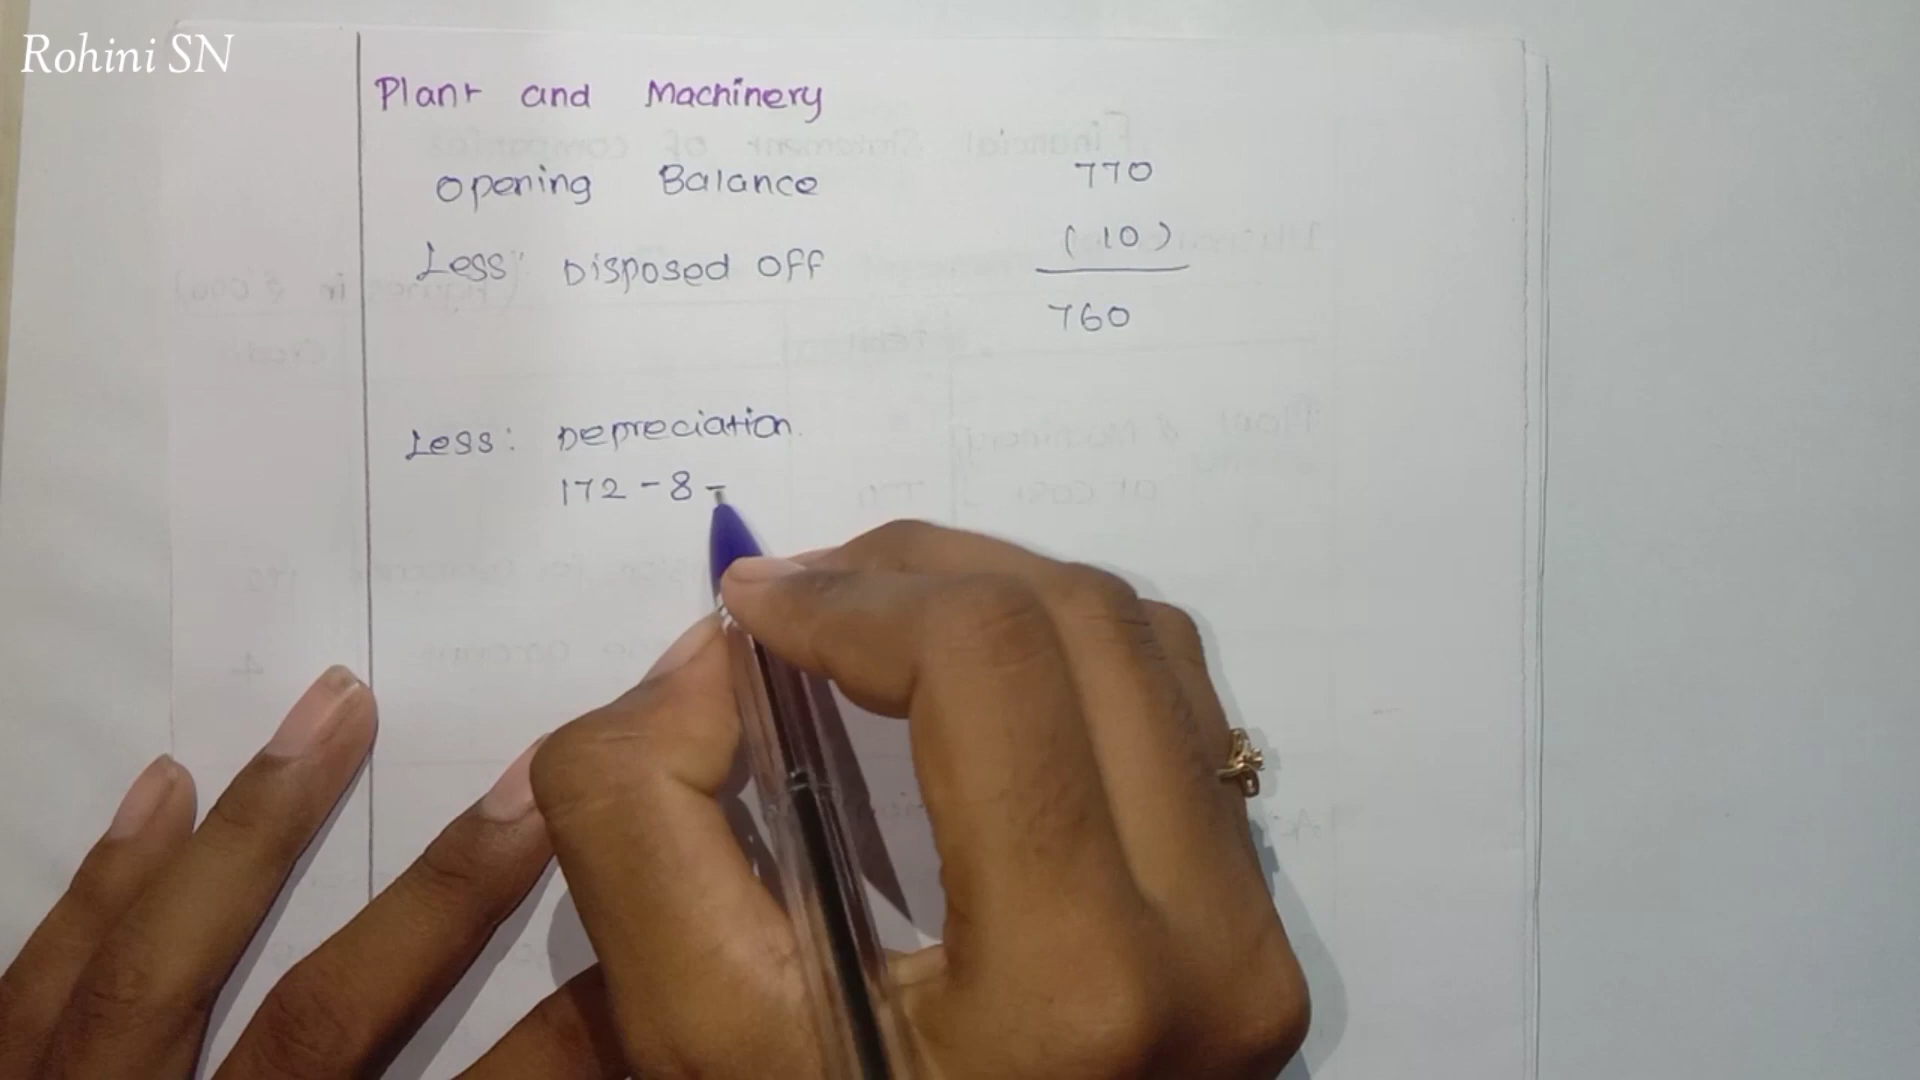 Rohini SN
Plant and Machinery
Opening Balance 770
Less: Disposed off (10)
760
Less: Depreciation
172 - 8 -